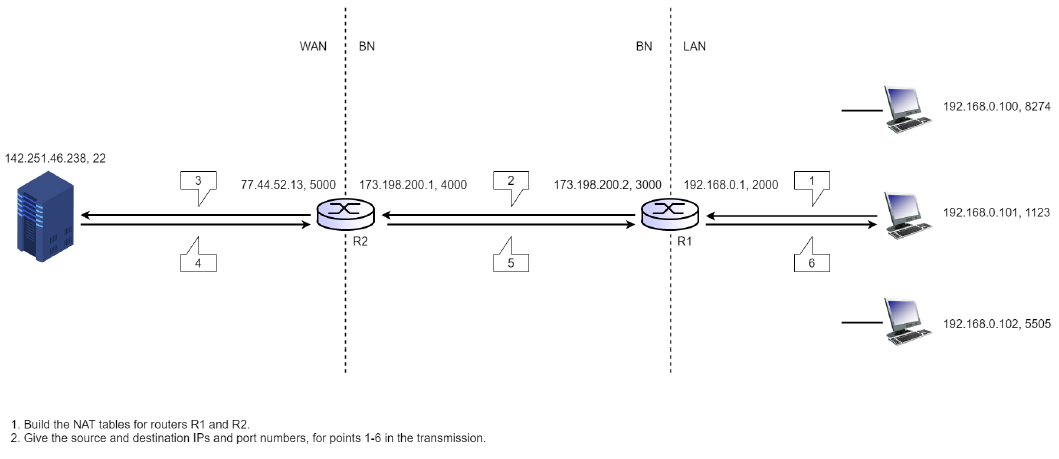 WAN
BN
BN
LAN
192.168.0.100, 8274
142.251.46.238, 22
3
77.44.52.13, 5000
173.198.200.1, 4000
2
173.198.200.2, 3000
192.168.0.1, 2000
1
192.168.0.101, 1123
R2
R1
4
5
6
192.168.0.102, 5505
1. Build the NAT tables for routers R1 and R2.
2. Give the source and destination IPs and port numbers, for points 1-6 in the transmission.